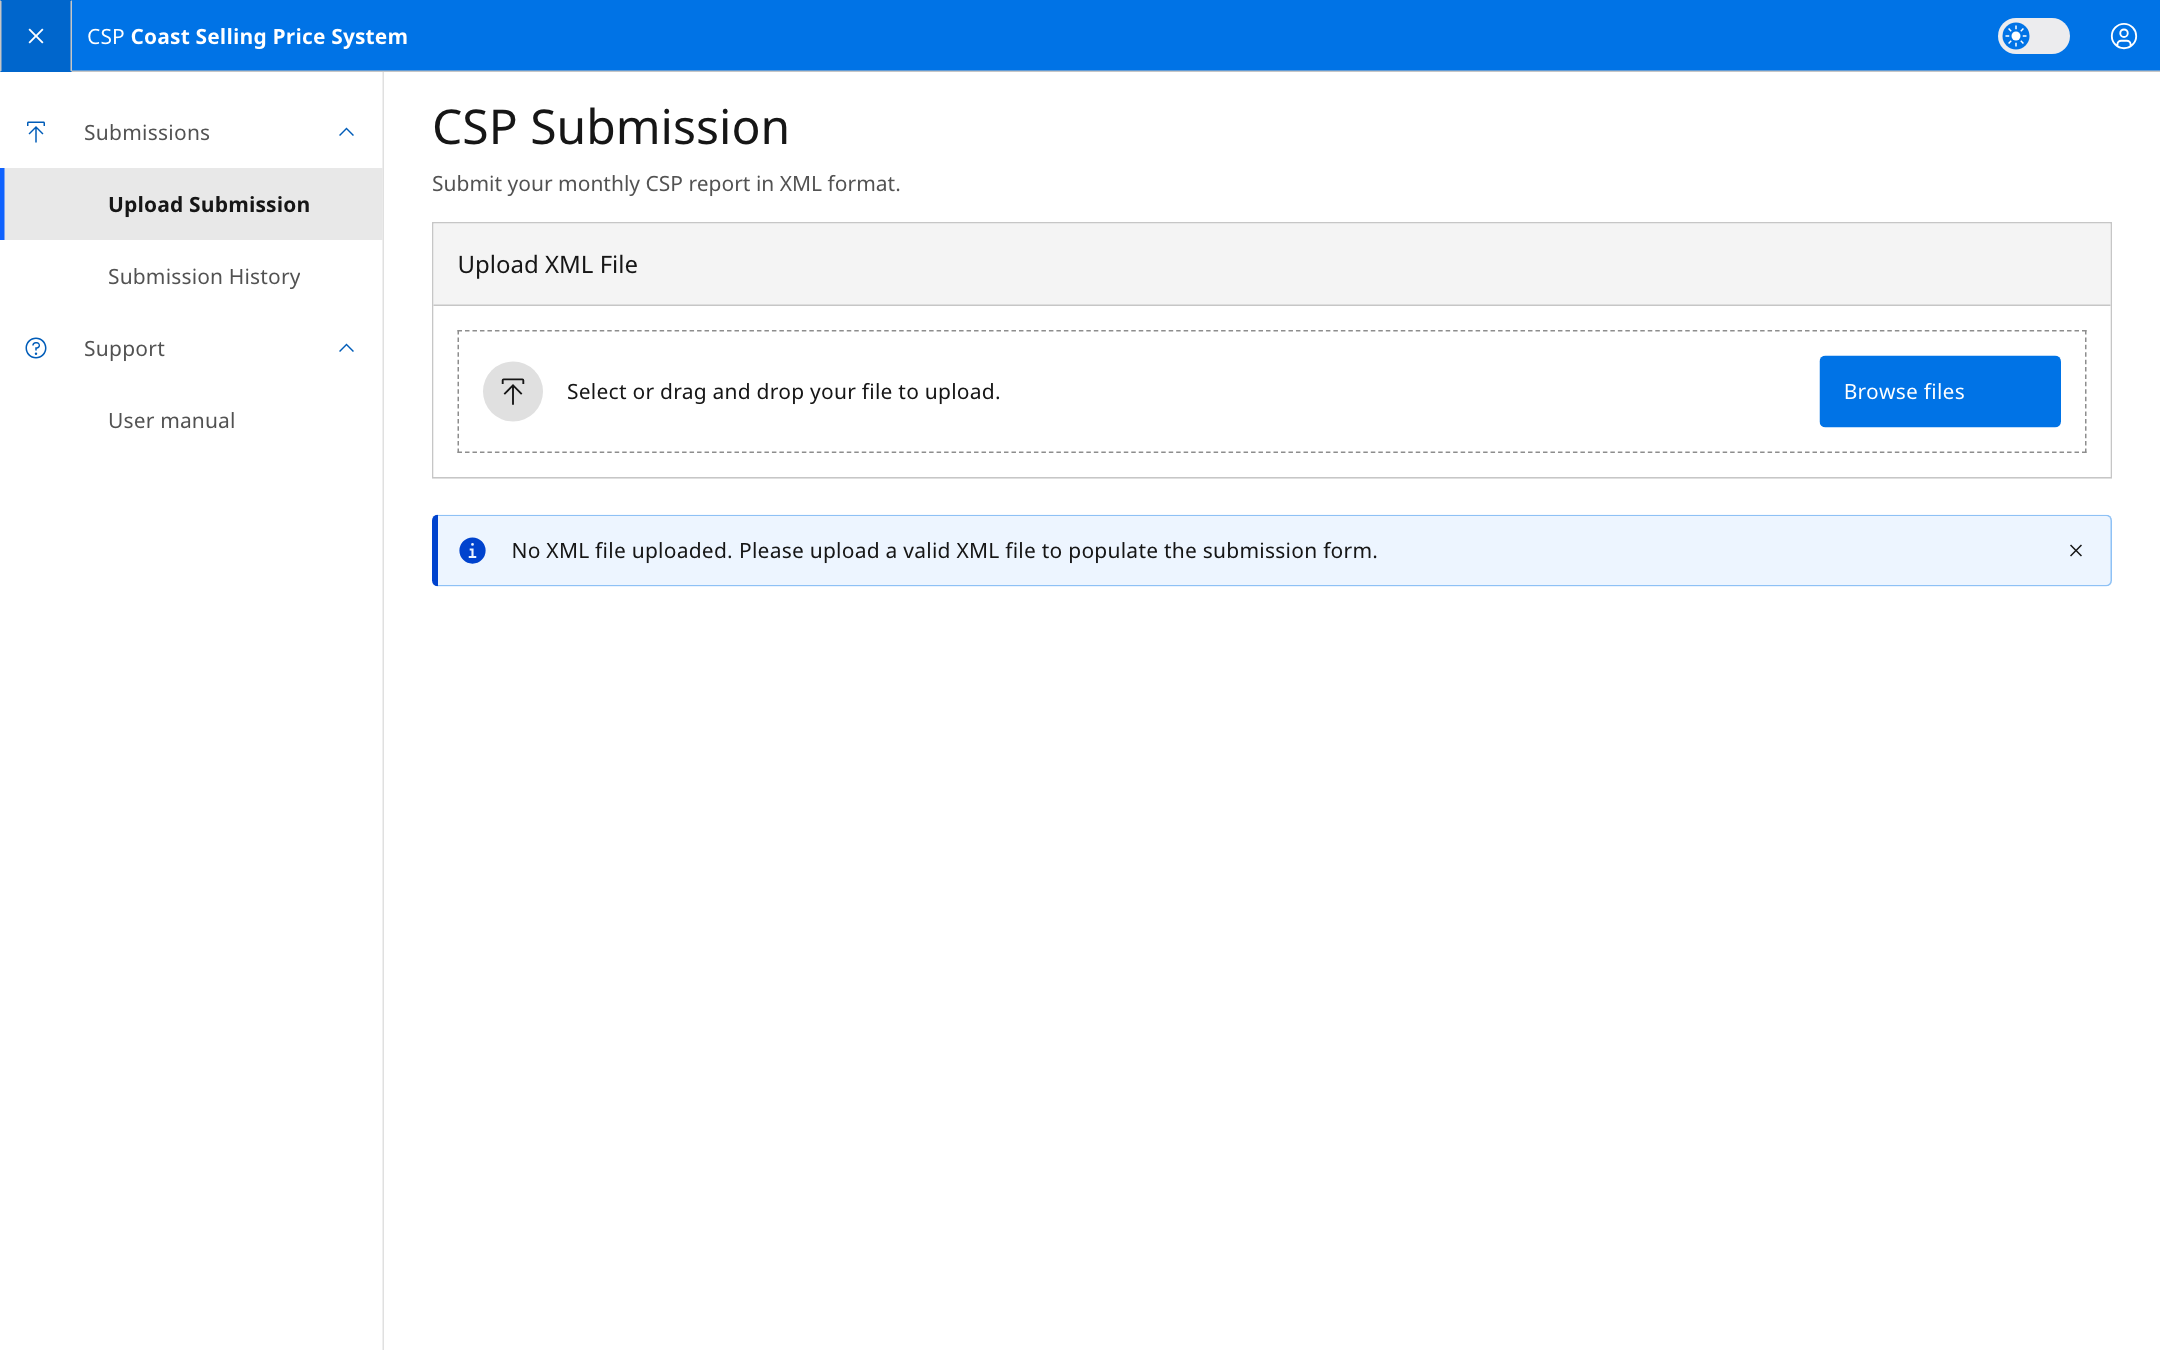 CSP Coast Selling Price System
Submissions
Upload Submission
Submission History
Support
User manual
CSP Submission
Submit your monthly CSP report in XML format.
Upload XML File
Select or drag and drop your file to upload.
Browse files
No XML file uploaded. Please upload a valid XML file to populate the submission form.